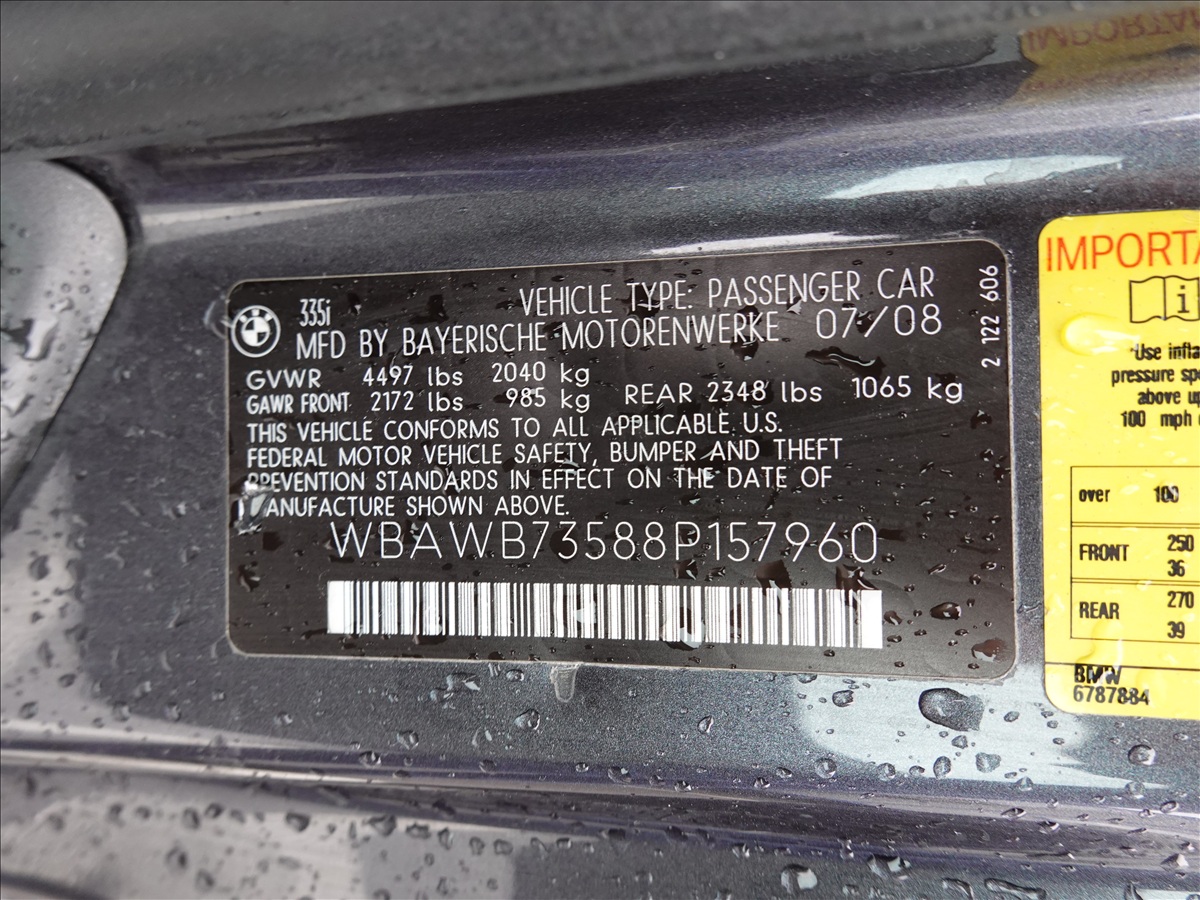 335i
VEHICLE TYPE: PASSENGER CAR
MFD BY BAYERISCHE MOTORENWERKE 07/08
GVWR 4497 lbs 2040 kg
GAWR FRONT 2172 lbs 985 kg REAR 2348 lbs 1065 kg
THIS VEHICLE CONFORMS TO ALL APPLICABLE U.S.
FEDERAL MOTOR VEHICLE SAFETY, BUMPER AND THEFT
PREVENTION STANDARDS IN EFFECT ON THE DATE OF
MANUFACTURE SHOWN ABOVE.
WBAWB73588P157960
2 122 606
IMPORTA
i
Use infla
pressure spe
above up
100 mph
over 100
FRONT 250
36
REAR 270
39
BMW
6787884